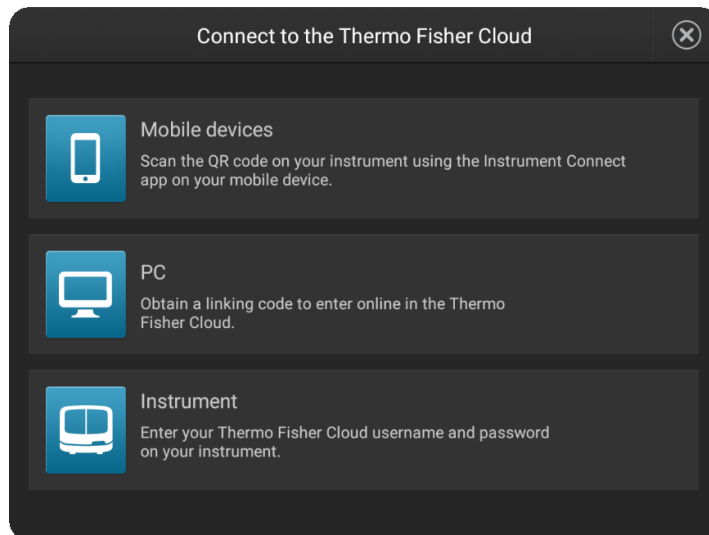 Connect to the Thermo Fisher Cloud
Mobile devices
Scan the QR code on your instrument using the Instrument Connect
app on your mobile device.
PC
Obtain a linking code to enter online in the Thermo
Fisher Cloud.
Instrument
Enter your Thermo Fisher Cloud username and password
on your instrument.